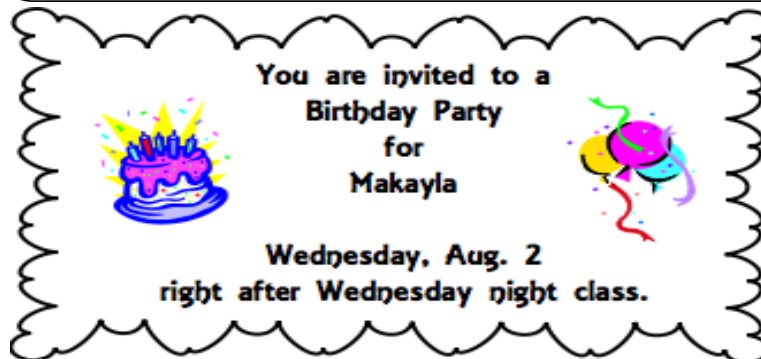 You are invited to a
Birthday Party
for
Makayla
Wednesday, Aug. 2
right after Wednesday night class.